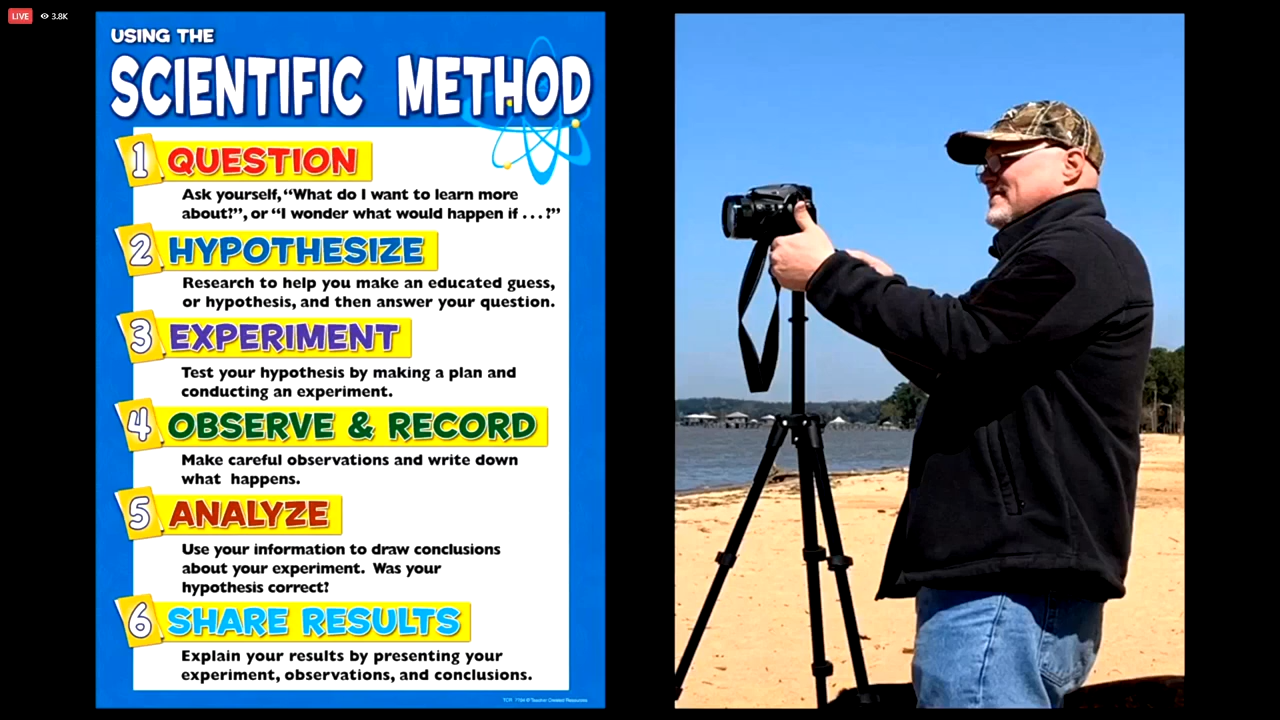 LIVE 3.8K
USING THE
SCIENTIFIC METHOD
1 QUESTION
Ask yourself, “What do I want to learn more
about?”, or “I wonder what would happen if . . . ?”
2 HYPOTHESIZE
Research to help you make an educated guess,
or hypothesis, and then answer your question.
3 EXPERIMENT
Test your hypothesis by making a plan and
conducting an experiment.
4 OBSERVE & RECORD
Make careful observations and write down
what happens.
5 ANALYZE
Use your information to draw conclusions
about your experiment. Was your
hypothesis correct?
6 SHARE RESULTS
Explain your results by presenting your
experiment, observations, and conclusions.
©Teacher Created Resources